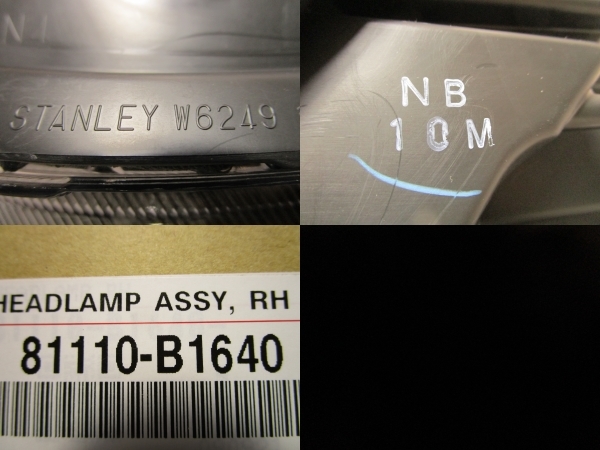 STANLEY W6249
NB
10M
HEADLAMP ASSY, RH
81110-B1640